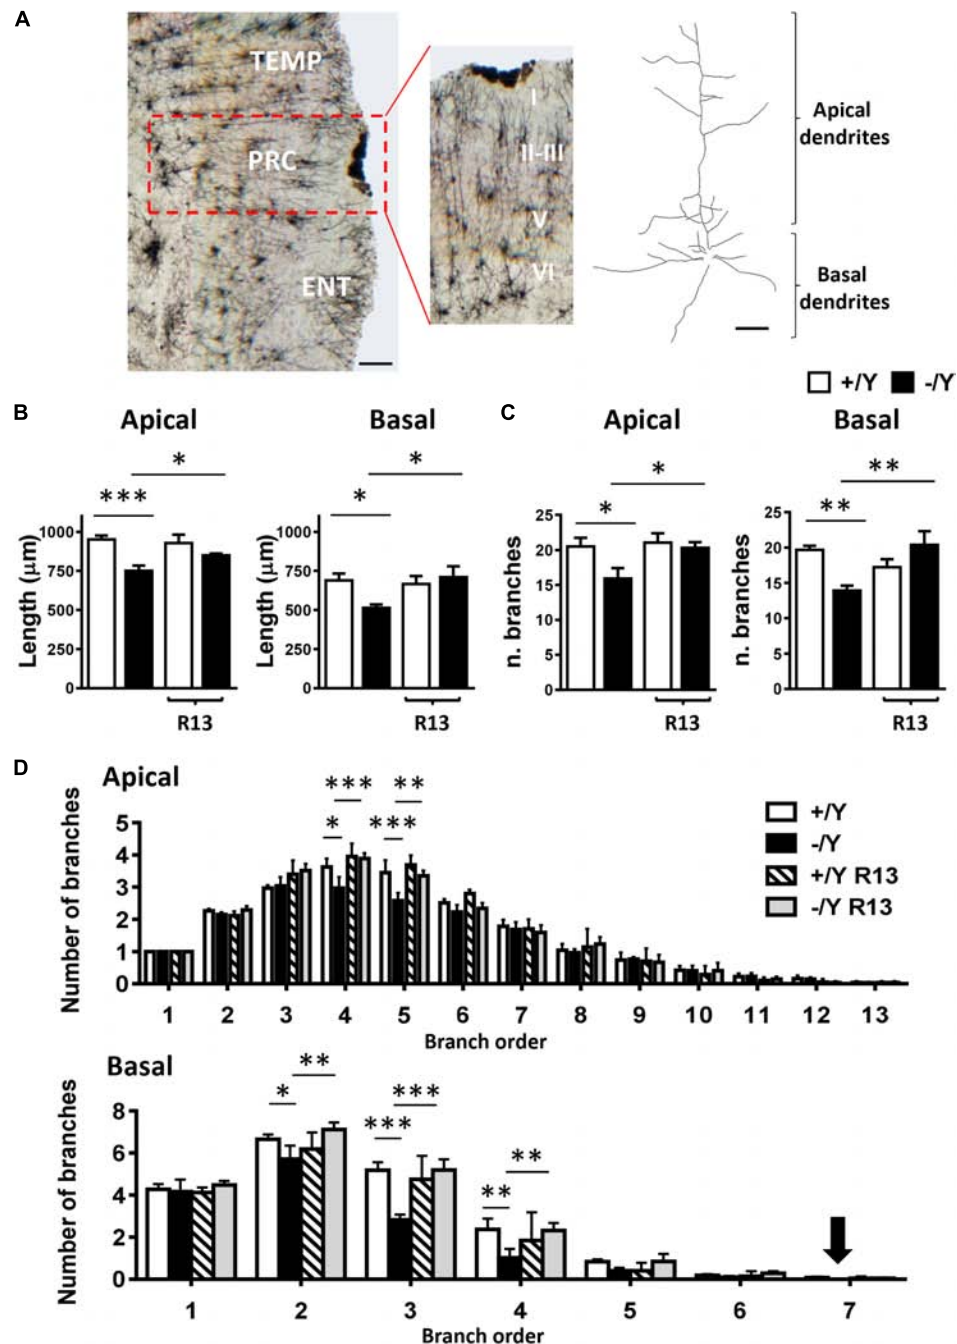 A
TEMP
PRC
ENT
I
II-III
V
VI
Apical
dendrites
Basal
dendrites
+/Y -/Y
B
Apical
Basal
C
Apical
Basal
*
***
Length (μm)
1000
750
500
250
0
R13
*
*
Length (μm)
1000
750
500
250
0
R13
*
*
n. branches
25
20
15
10
5
0
R13
**
**
n. branches
25
20
15
10
5
0
R13
D
Apical
*** **
* ***
Number of branches
5
4
3
2
1
0
1 2 3 4 5 6 7 8 9 10 11 12 13
Branch order
+/Y
-/Y
+/Y R13
-/Y R13
Basal
** 
* ***
***
**
**
Number of branches
8
6
4
2
0
1 2 3 4 5 6 7
Branch order